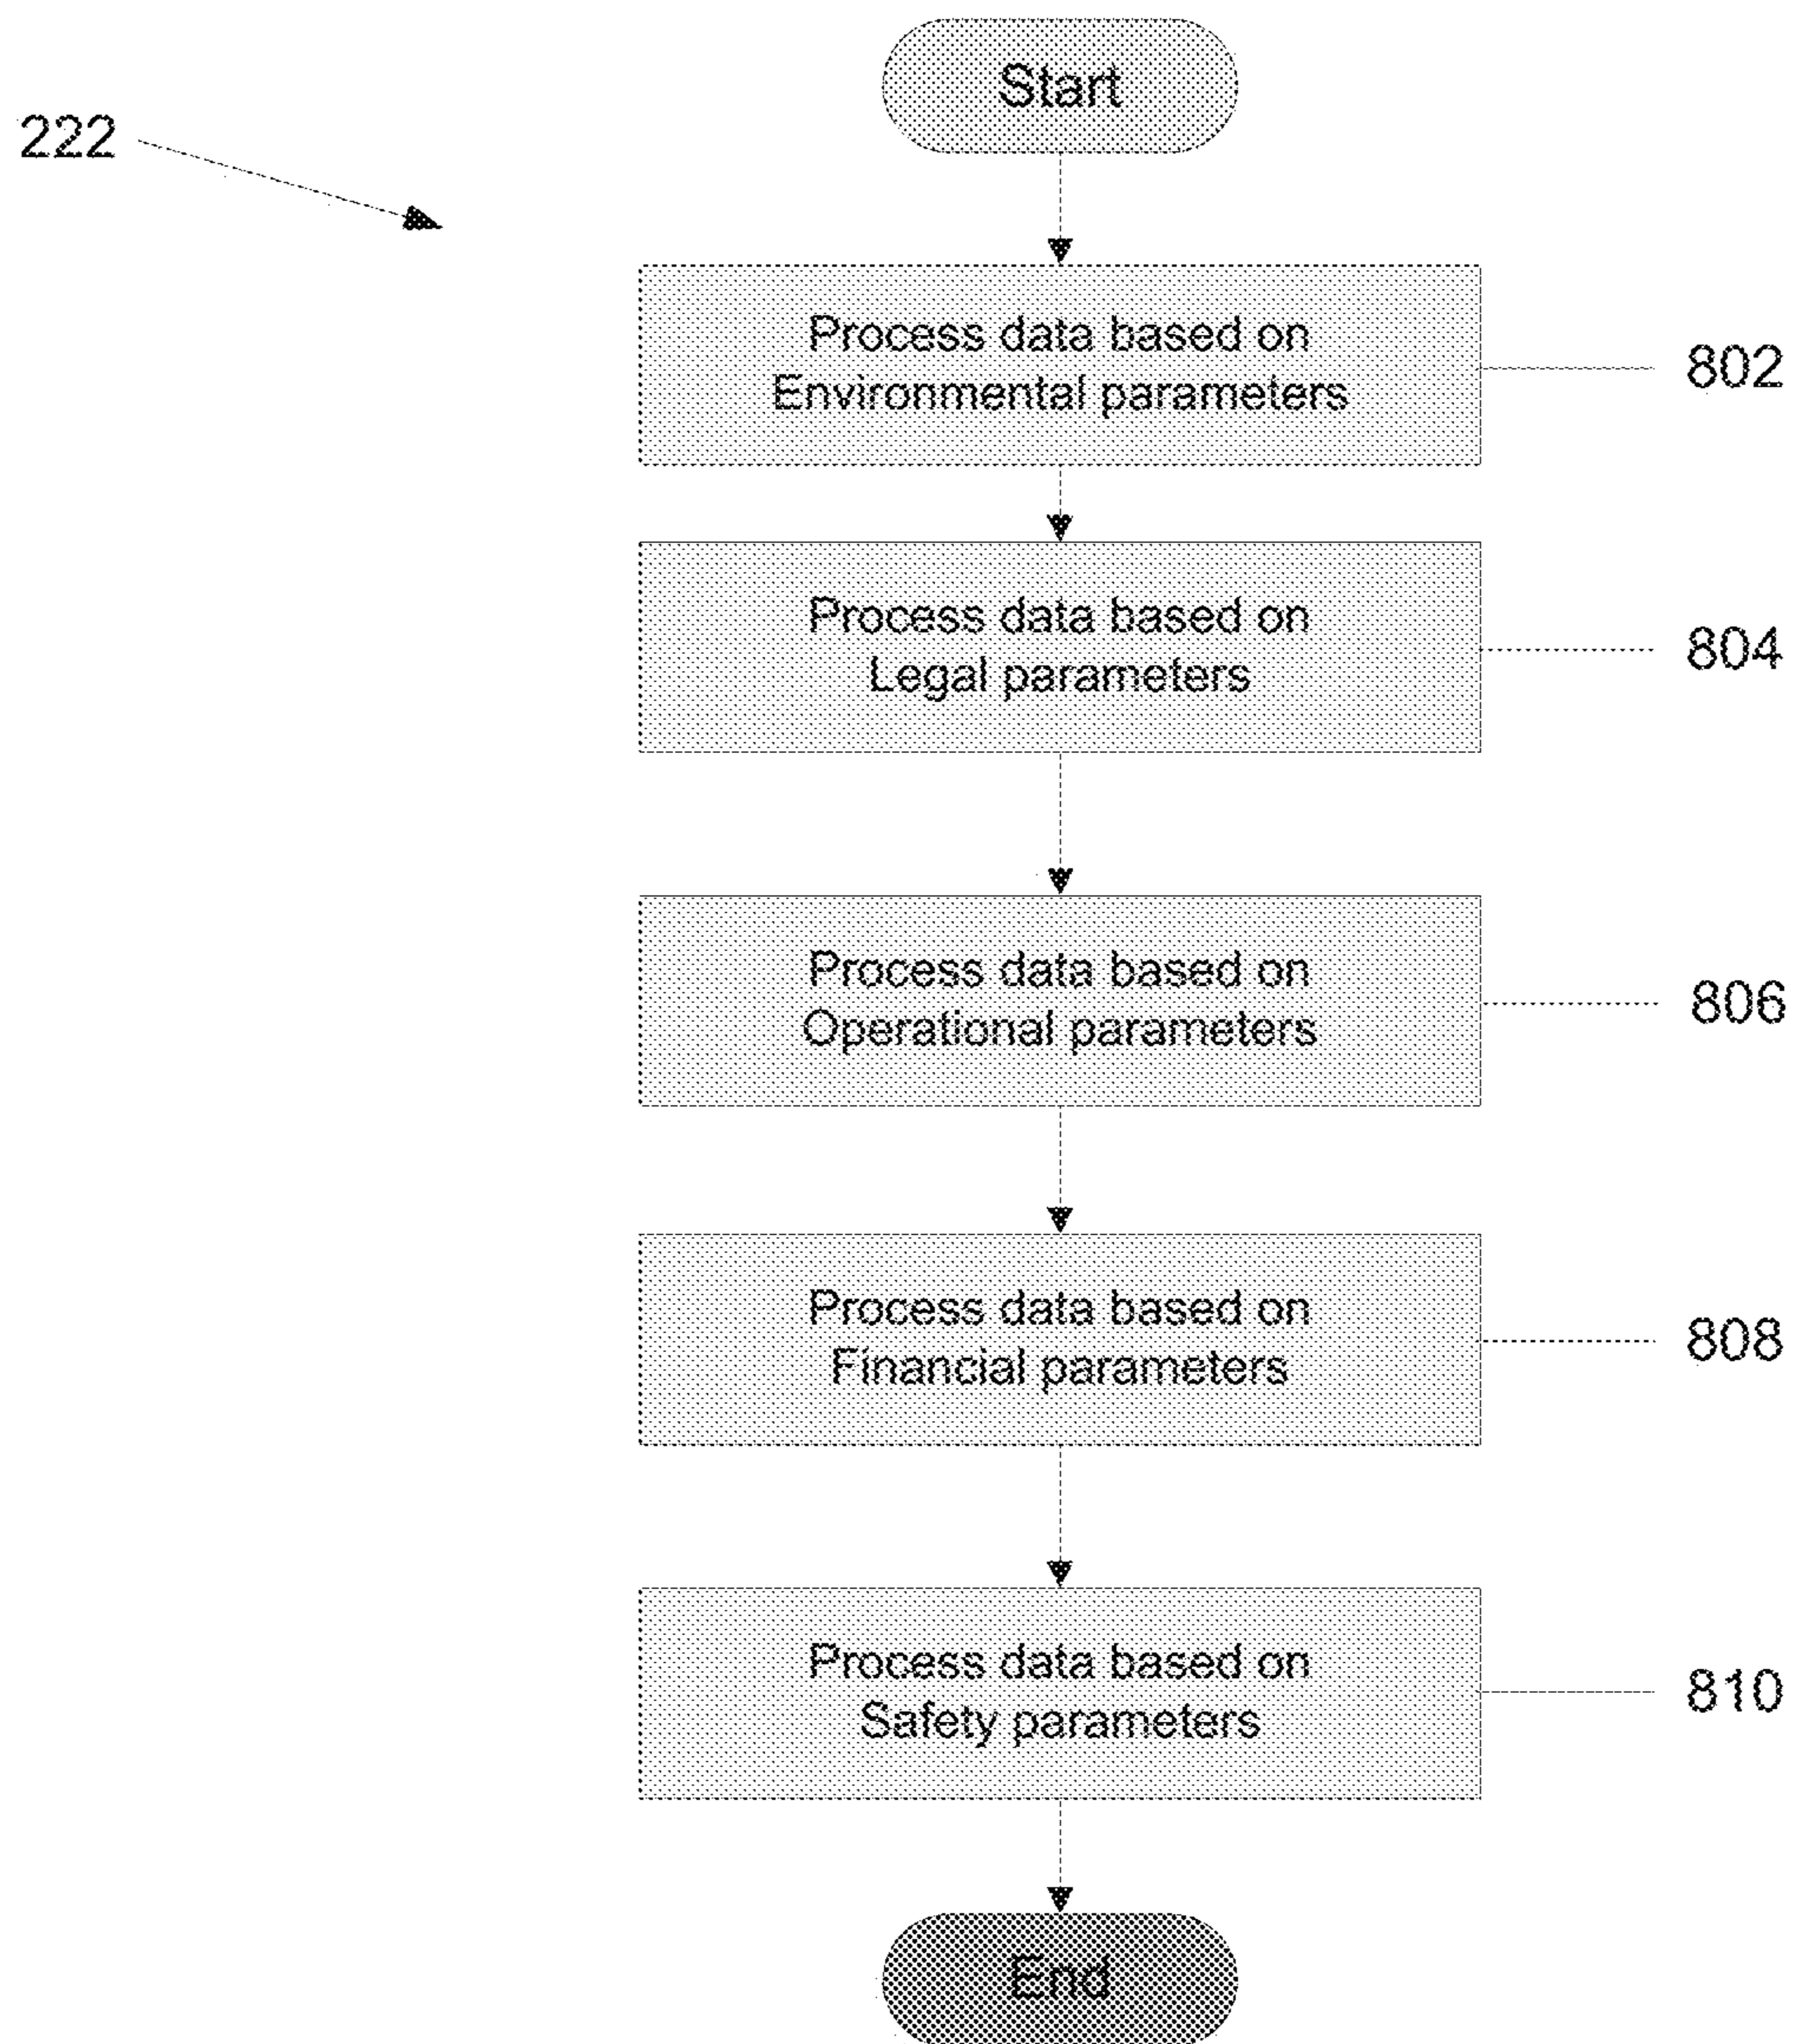 Start
222
Process data based on
Environmental parameters
802
Process data based on
Legal parameters
804
Process data based on
Operational parameters
806
Process data based on
Financial parameters
808
Process data based on
Safety parameters
810
End